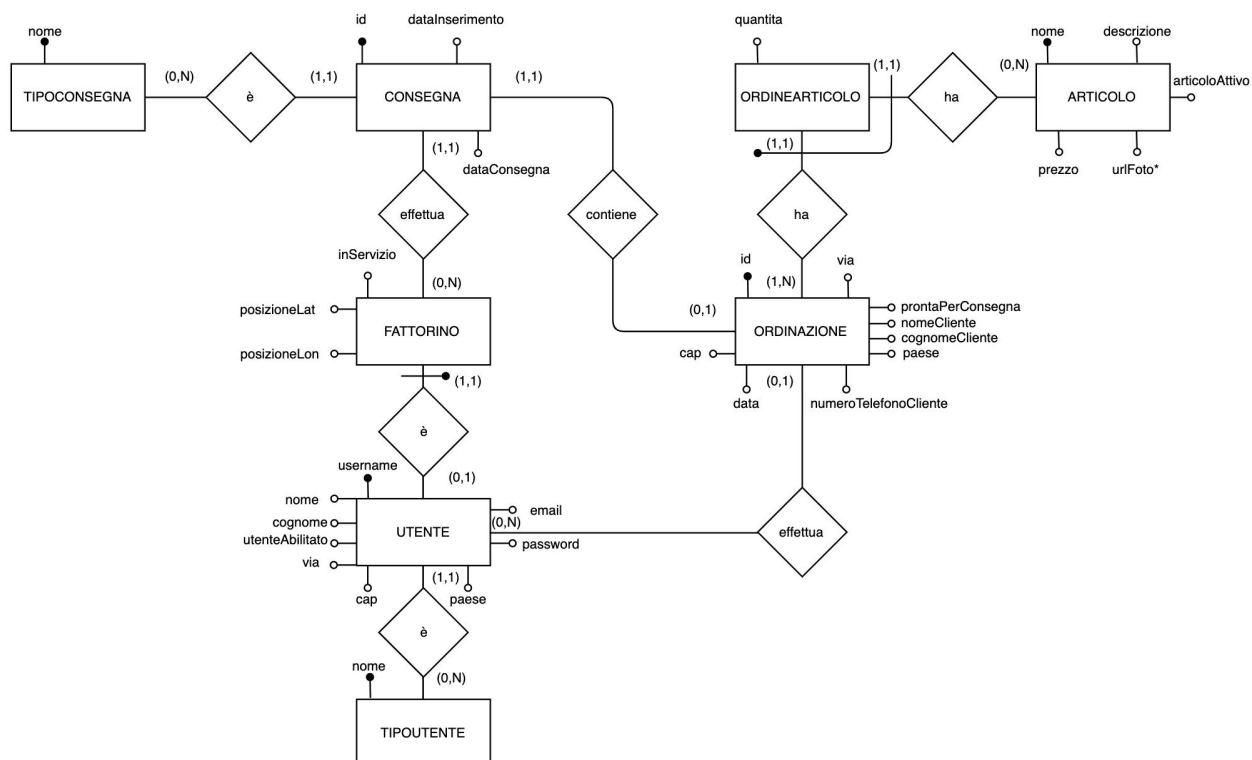 quantita
id
dataInserimento
nome
nome
descrizione
(0,N)
(1,1)
(1,1)
(1,1)
(0,N)
articoloAttivo
TIPOCONSEGNA
è
CONSEGNA
ORDINEARTICOLO
ha
ARTICOLO
(1,1)
(1,1)
dataConsegna
prezzo
urlFoto*
effettua
contiene
ha
inServizio
id
via
(0,N)
(1,N)
posizioneLat
(0,1)
prontaPerConsegna
nomeCliente
FATTORINO
ORDINAZIONE
cognomeCliente
posizioneLon
cap
paese
(1,1)
(0,1)
data
numeroTelefonoCliente
è
username
(0,1)
nome
email
cognome
(0,N)
utenteAbilitato
UTENTE
effettua
password
via
(1,1)
cap
paese
è
nome
(0,N)
TIPOUTENTE